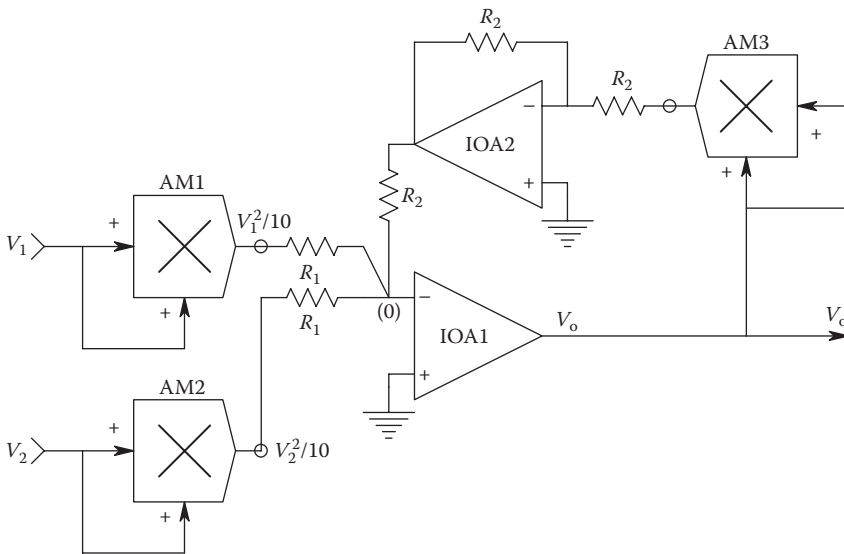 R2
AM3
R2
+
−
IOA2
+
+
R2
AM1
+
V1²/10
V1
+
R1
R1
(0)
−
IOA1
+
Vo
Vo
AM2
+
V2
V2²/10
+